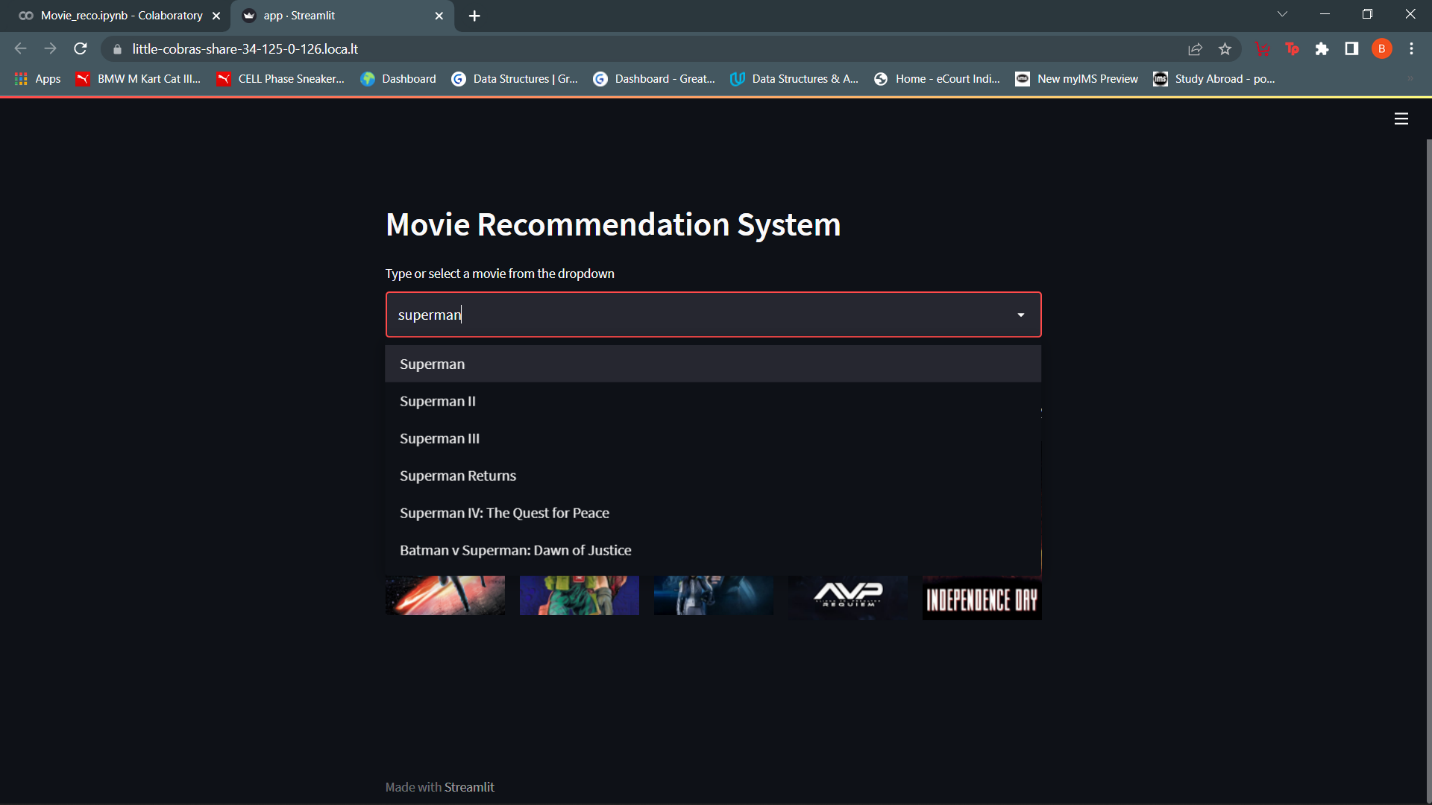 Movie_reco.ipynb - Colaboratory
app · Streamlit
little-cobras-share-34-125-0-126.loca.lt
Tp
B
Apps
BMW M Kart Cat III...
CELL Phase Sneaker...
Dashboard
Data Structures | Gr...
Dashboard - Great...
Data Structures & A...
Home - eCourt Indi...
ims
New myIMS Preview
ims
Study Abroad - po...
Movie Recommendation System
Type or select a movie from the dropdown
superman
Superman
Superman II
Superman III
Superman Returns
Superman IV: The Quest for Peace
Batman v Superman: Dawn of Justice
AVP
REQUIEM
INDEPENDENCE DAY
Made with Streamlit